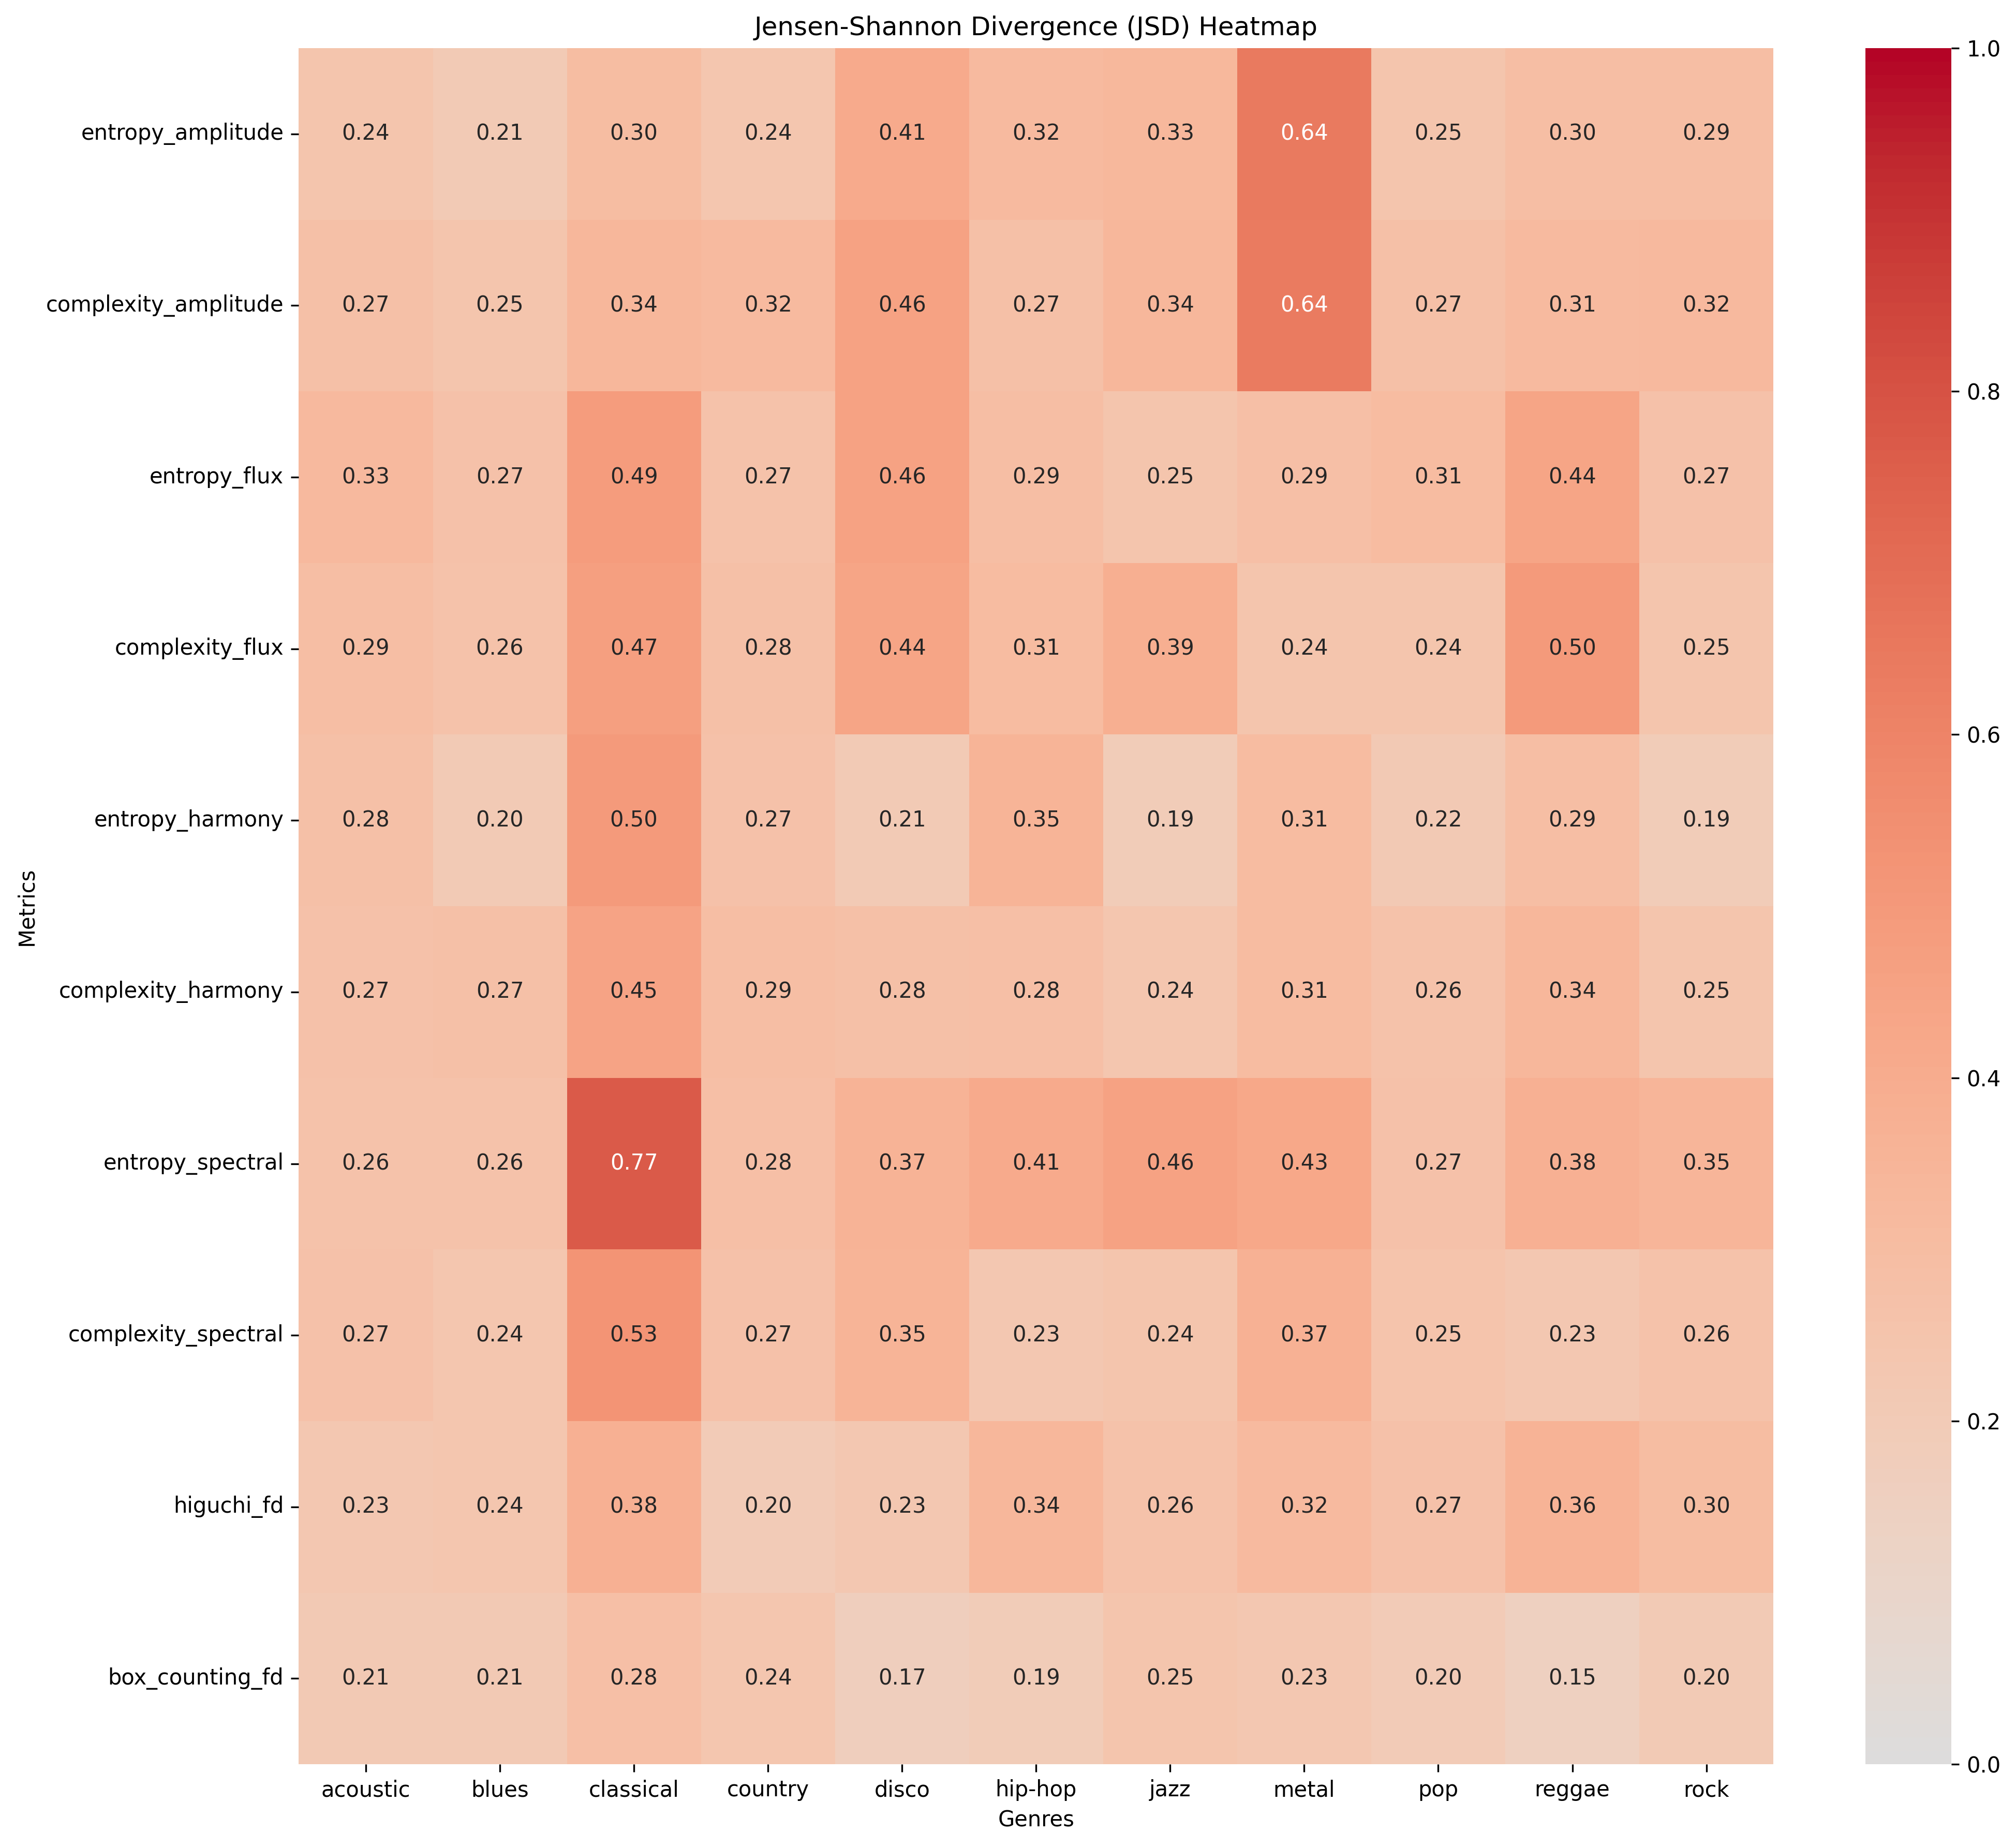 Jensen-Shannon Divergence (JSD) Heatmap
entropy_amplitude 0.24 0.21 0.30 0.24 0.41 0.32 0.33 0.64 0.25 0.30 0.29
complexity_amplitude 0.27 0.25 0.34 0.32 0.46 0.27 0.34 0.64 0.27 0.31 0.32
entropy_flux 0.33 0.27 0.49 0.27 0.46 0.29 0.25 0.29 0.31 0.44 0.27
complexity_flux 0.29 0.26 0.47 0.28 0.44 0.31 0.39 0.24 0.24 0.50 0.25
entropy_harmony 0.28 0.20 0.50 0.27 0.21 0.35 0.19 0.31 0.22 0.29 0.19
complexity_harmony 0.27 0.27 0.45 0.29 0.28 0.28 0.24 0.31 0.26 0.34 0.25
entropy_spectral 0.26 0.26 0.77 0.28 0.37 0.41 0.46 0.43 0.27 0.38 0.35
complexity_spectral 0.27 0.24 0.53 0.27 0.35 0.23 0.24 0.37 0.25 0.23 0.26
higuchi_fd 0.23 0.24 0.38 0.20 0.23 0.34 0.26 0.32 0.27 0.36 0.30
box_counting_fd 0.21 0.21 0.28 0.24 0.17 0.19 0.25 0.23 0.20 0.15 0.20
acoustic blues classical country disco hip-hop jazz metal pop reggae rock
Genres
Metrics
1.0
0.8
0.6
0.4
0.2
0.0